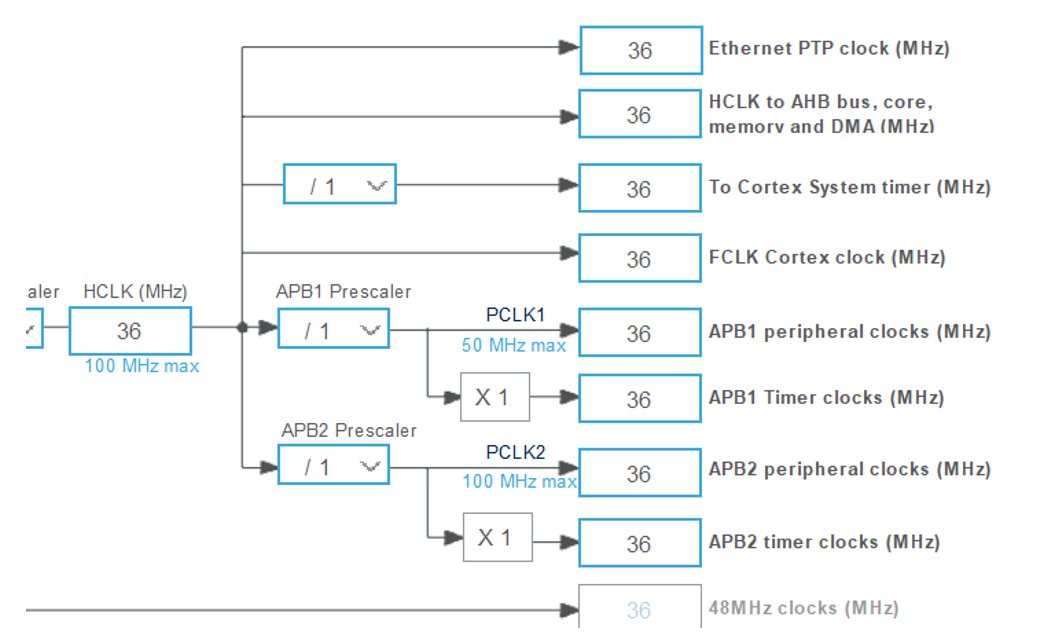 36
Ethernet PTP clock (MHz)
36
HCLK to AHB bus, core,
memory and DMA (MHz)
/ 1
36
To Cortex System timer (MHz)
36
FCLK Cortex clock (MHz)
aler
HCLK (MHz)
36
100 MHz max
APB1 Prescaler
/ 1
PCLK1
50 MHz max
36
APB1 peripheral clocks (MHz)
X 1
36
APB1 Timer clocks (MHz)
APB2 Prescaler
/ 1
PCLK2
100 MHz max
36
APB2 peripheral clocks (MHz)
X 1
36
APB2 timer clocks (MHz)
36
48MHz clocks (MHz)